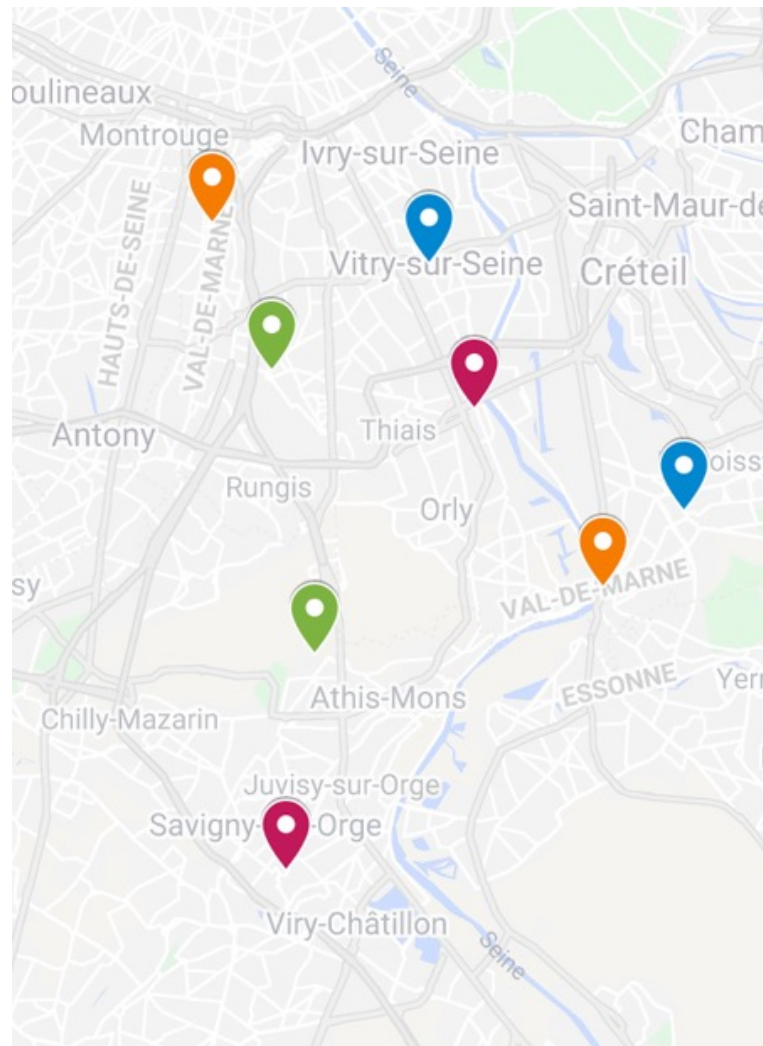 Seine
oulineaux
Montrouge
Cham
Ivry-sur-Seine
HAUTS-DE-SEINE
VAL-DE-MARNE
Saint-Maur-de
Vitry-sur-Seine
Créteil
Antony
Thiais
oiss
Rungis
Orly
sy
VAL-DE-MARNE
ESSONNE
Yerr
Athis-Mons
Chilly-Mazarin
Juvisy-sur-Orge
Savigny- -Orge
Viry-Châtillon
Seine